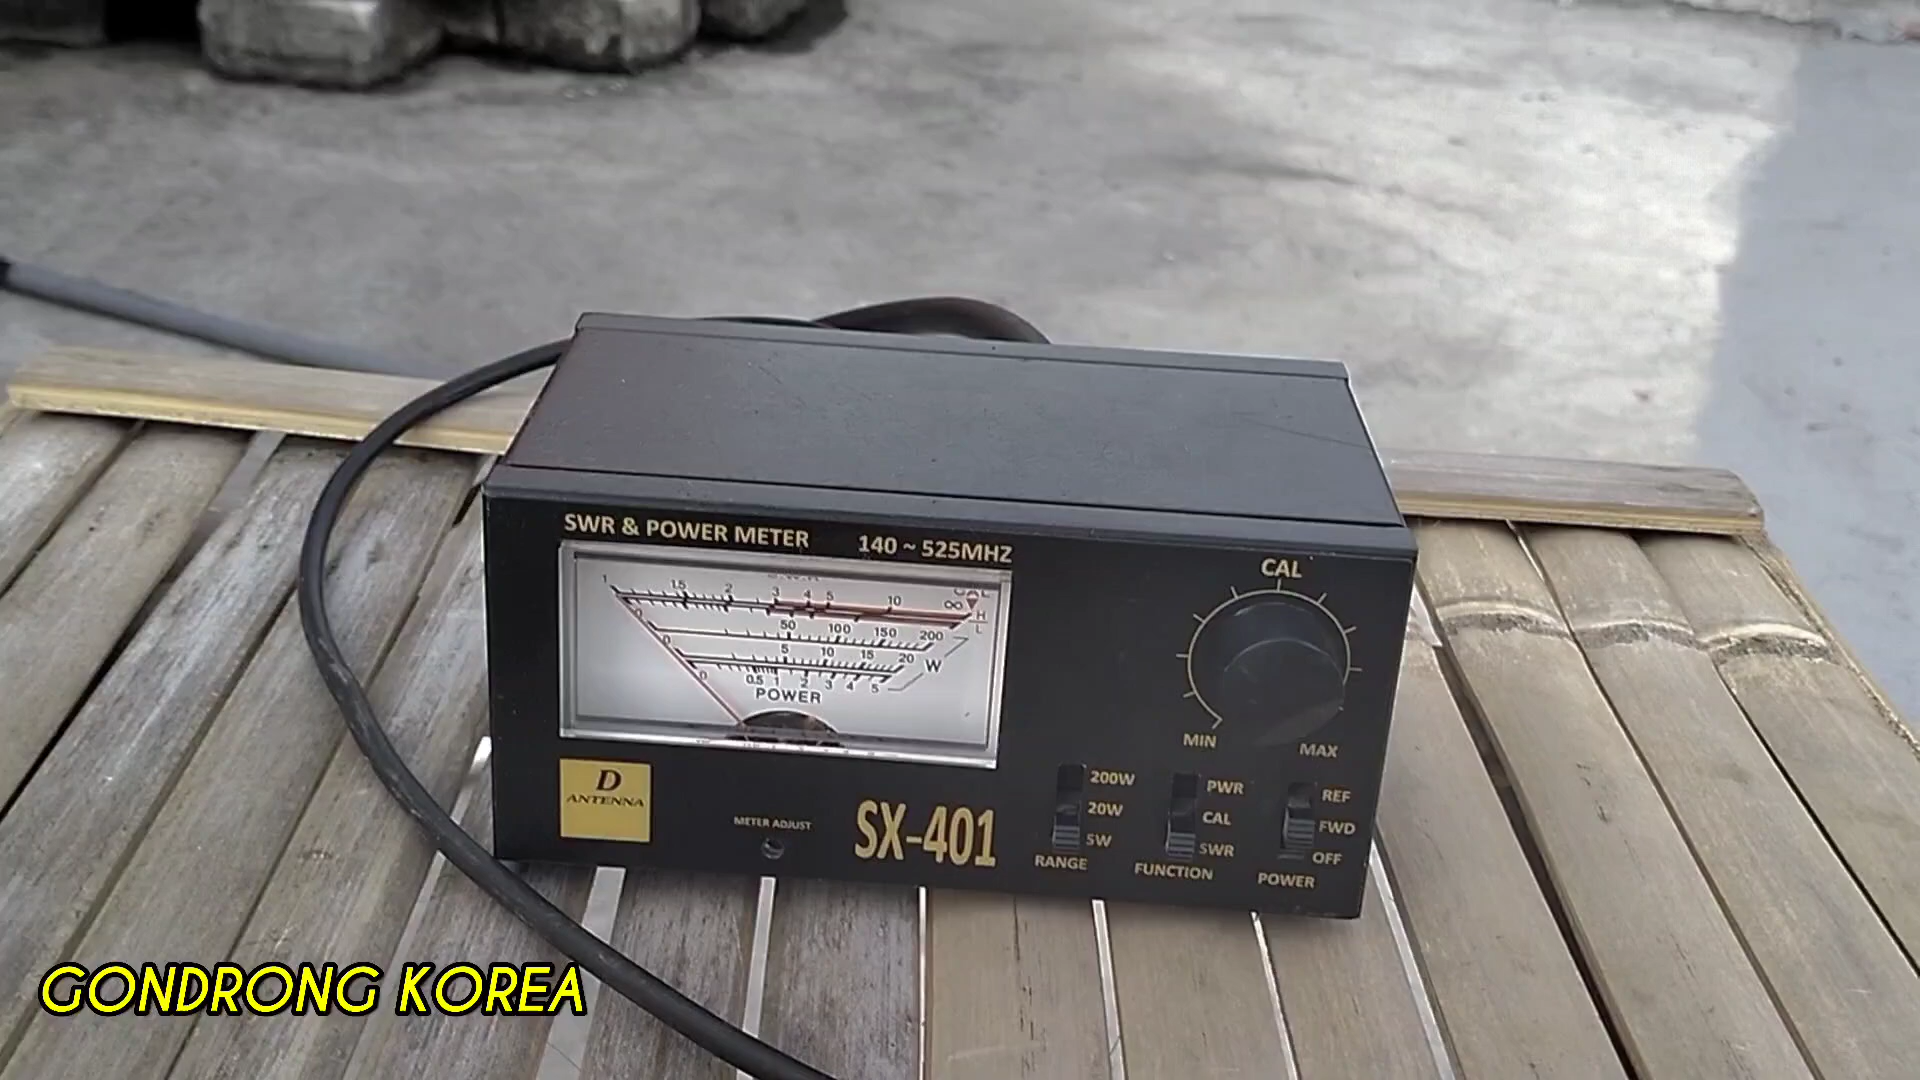 SWR & POWER METER 140 ~ 525MHZ
CAL
1 1.5 2 3 4 5 10 ∞
H
L
0 50 100 150 200
0 5 10 15 20 W
0 0.5 1 2 3 4 5
POWER
MIN MAX
D
ANTENNA
METER ADJUST
SX-401
200W
20W
5W
RANGE
PWR
CAL
SWR
FUNCTION
REF
FWD
OFF
POWER
GONDRONG KOREA